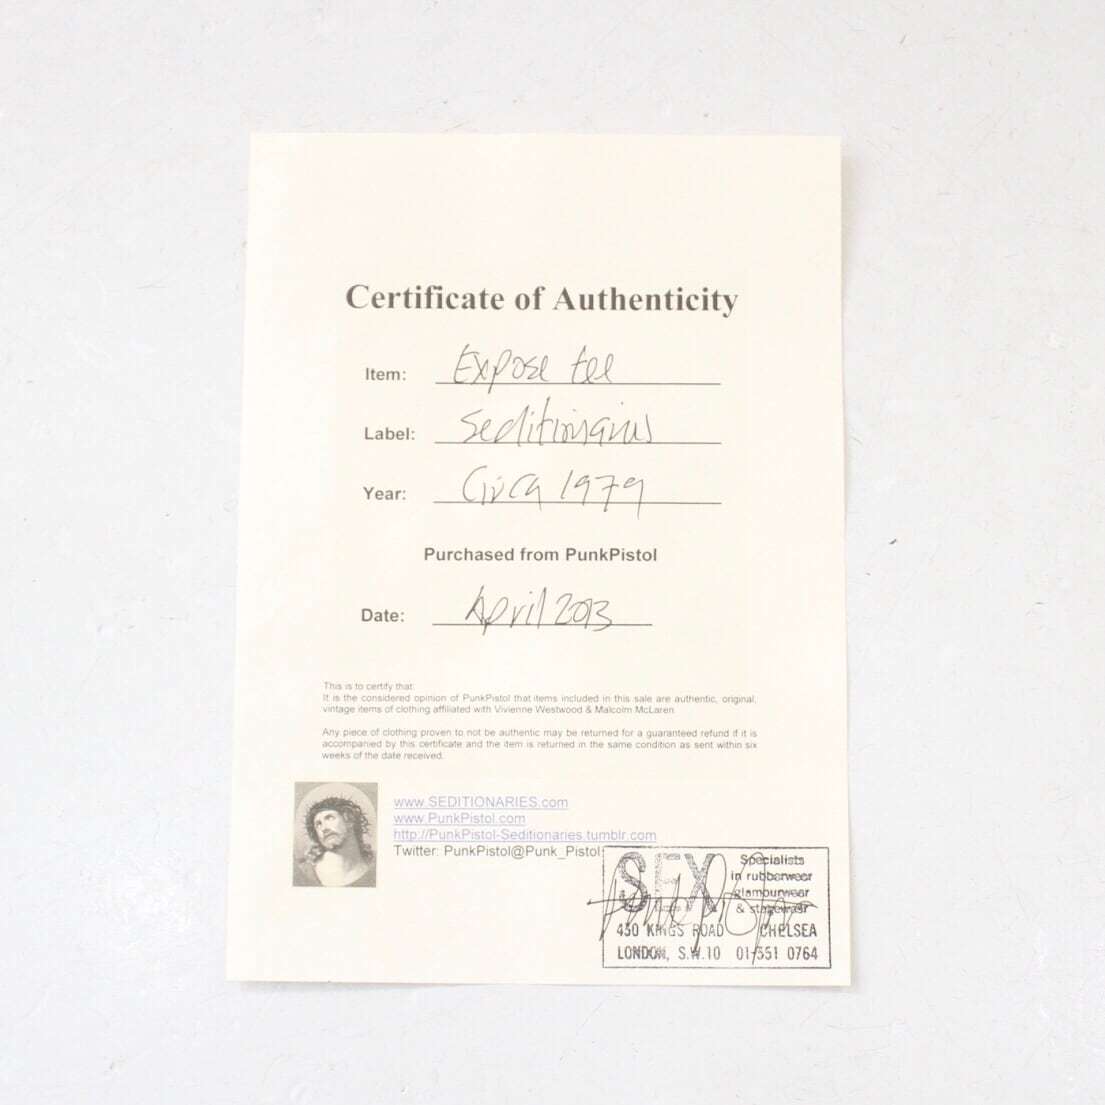 Certificate of Authenticity
Item: Expose tee
Label: Seditionaries
Year: Circa 1979
Purchased from PunkPistol
Date: April 2013
This is to certify that:
It is the considered opinion of PunkPistol that items included in this sale are authentic, original,
vintage items of clothing affiliated with Vivienne Westwood & Malcolm McLaren
Any piece of clothing proven to not be authentic may be returned for a guaranteed refund if it is
accompanied by this certificate and the item is returned in the same condition as sent within six
weeks of the date received.
www.SEDITIONARIES.com
www.PunkPistol.com
http://PunkPistol-Seditionaries.tumblr.com
Twitter: PunkPistol@Punk_Pistol
SEX
Specialists
in rubberwear
glamourwear
& stagewear
430 KINGS ROAD CHELSEA
LONDON, S.W.10 01-351 0764